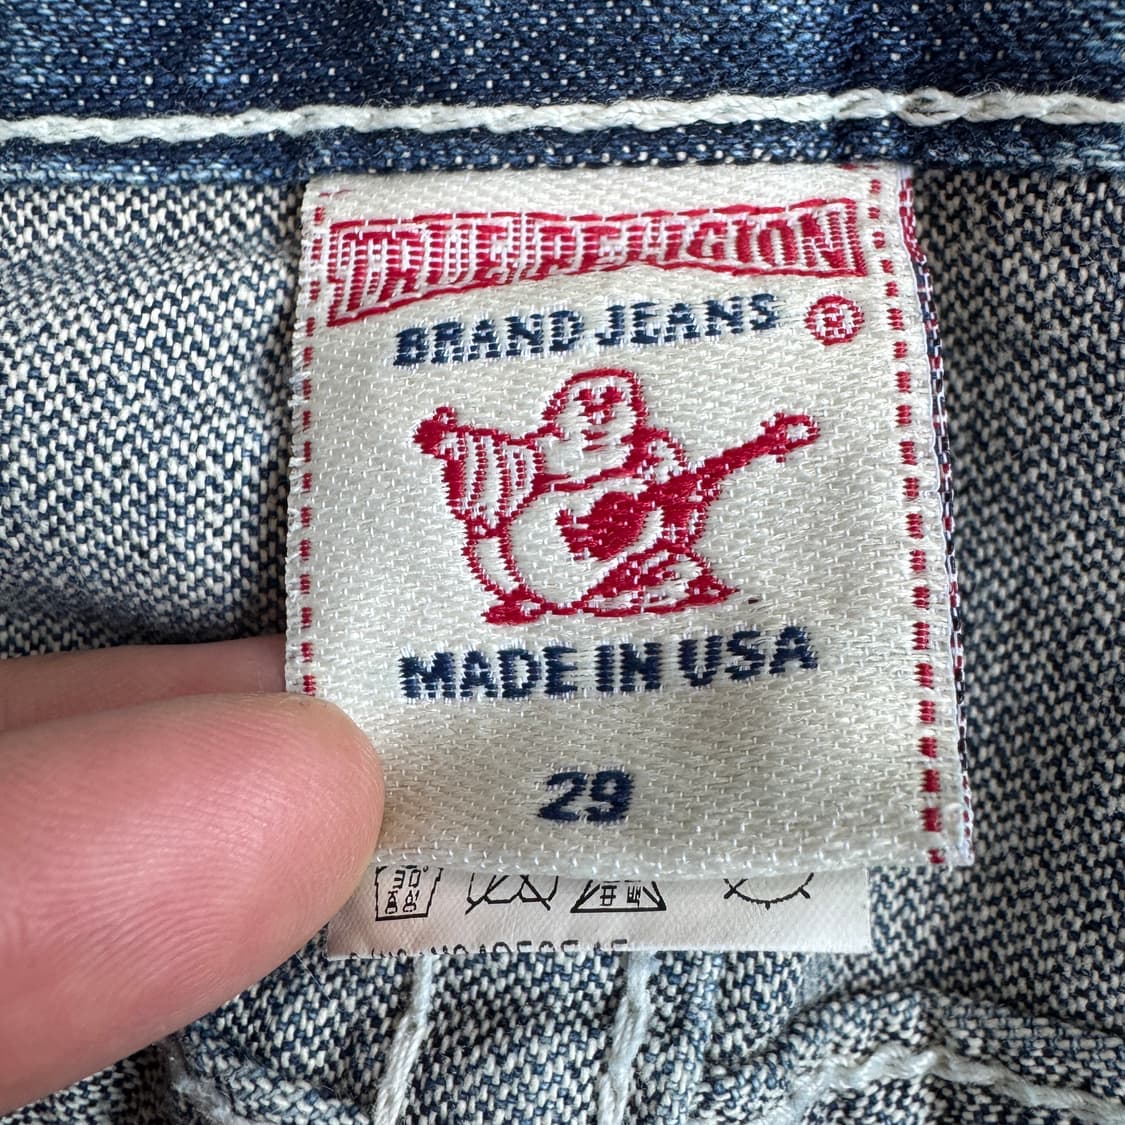 TRUE RELIGION
BRAND JEANS ®
MADE IN USA
29